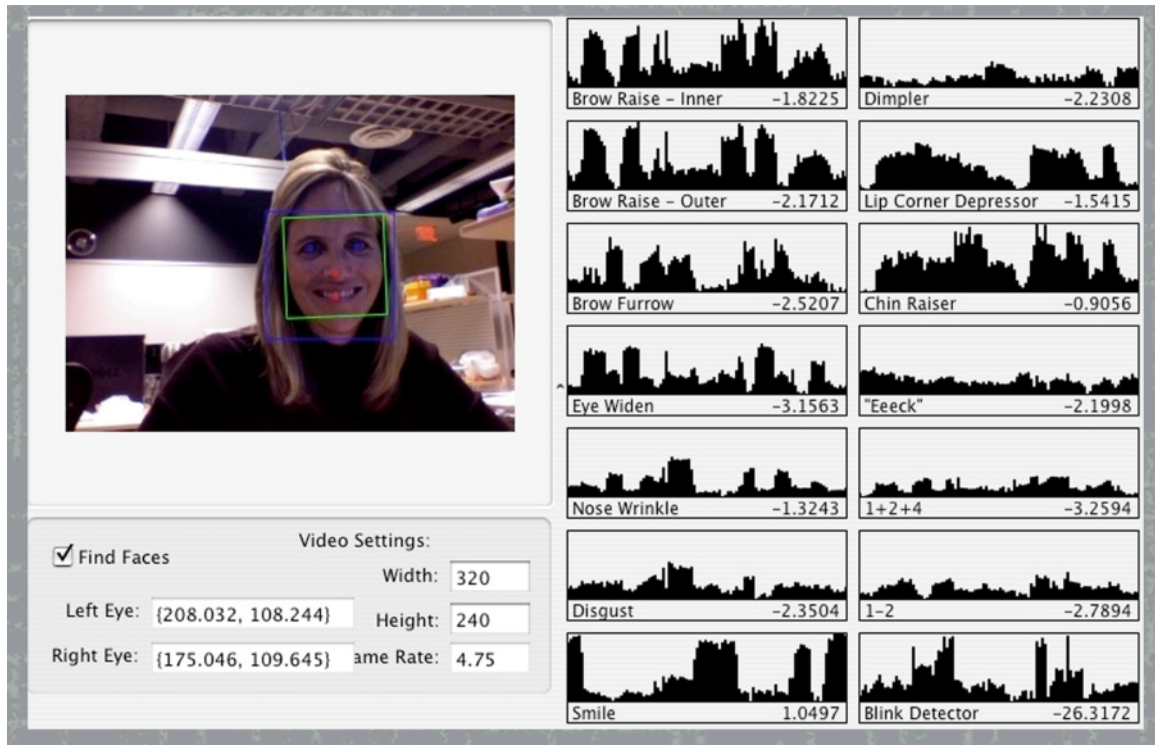 Brow Raise – Inner -1.8225
Dimpler -2.2308
Brow Raise – Outer -2.1712
Lip Corner Depressor -1.5415
Brow Furrow -2.5207
Chin Raiser -0.9056
Eye Widen -3.1563
"Eeeck" -2.1998
Nose Wrinkle -1.3243
1+2+4 -3.2594
Disgust -2.3504
1-2 -2.7894
Smile 1.0497
Blink Detector -26.3172
Find Faces
Video Settings:
Width: 320
Left Eye: {208.032, 108.244}
Height: 240
Right Eye: {175.046, 109.645}
ame Rate: 4.75